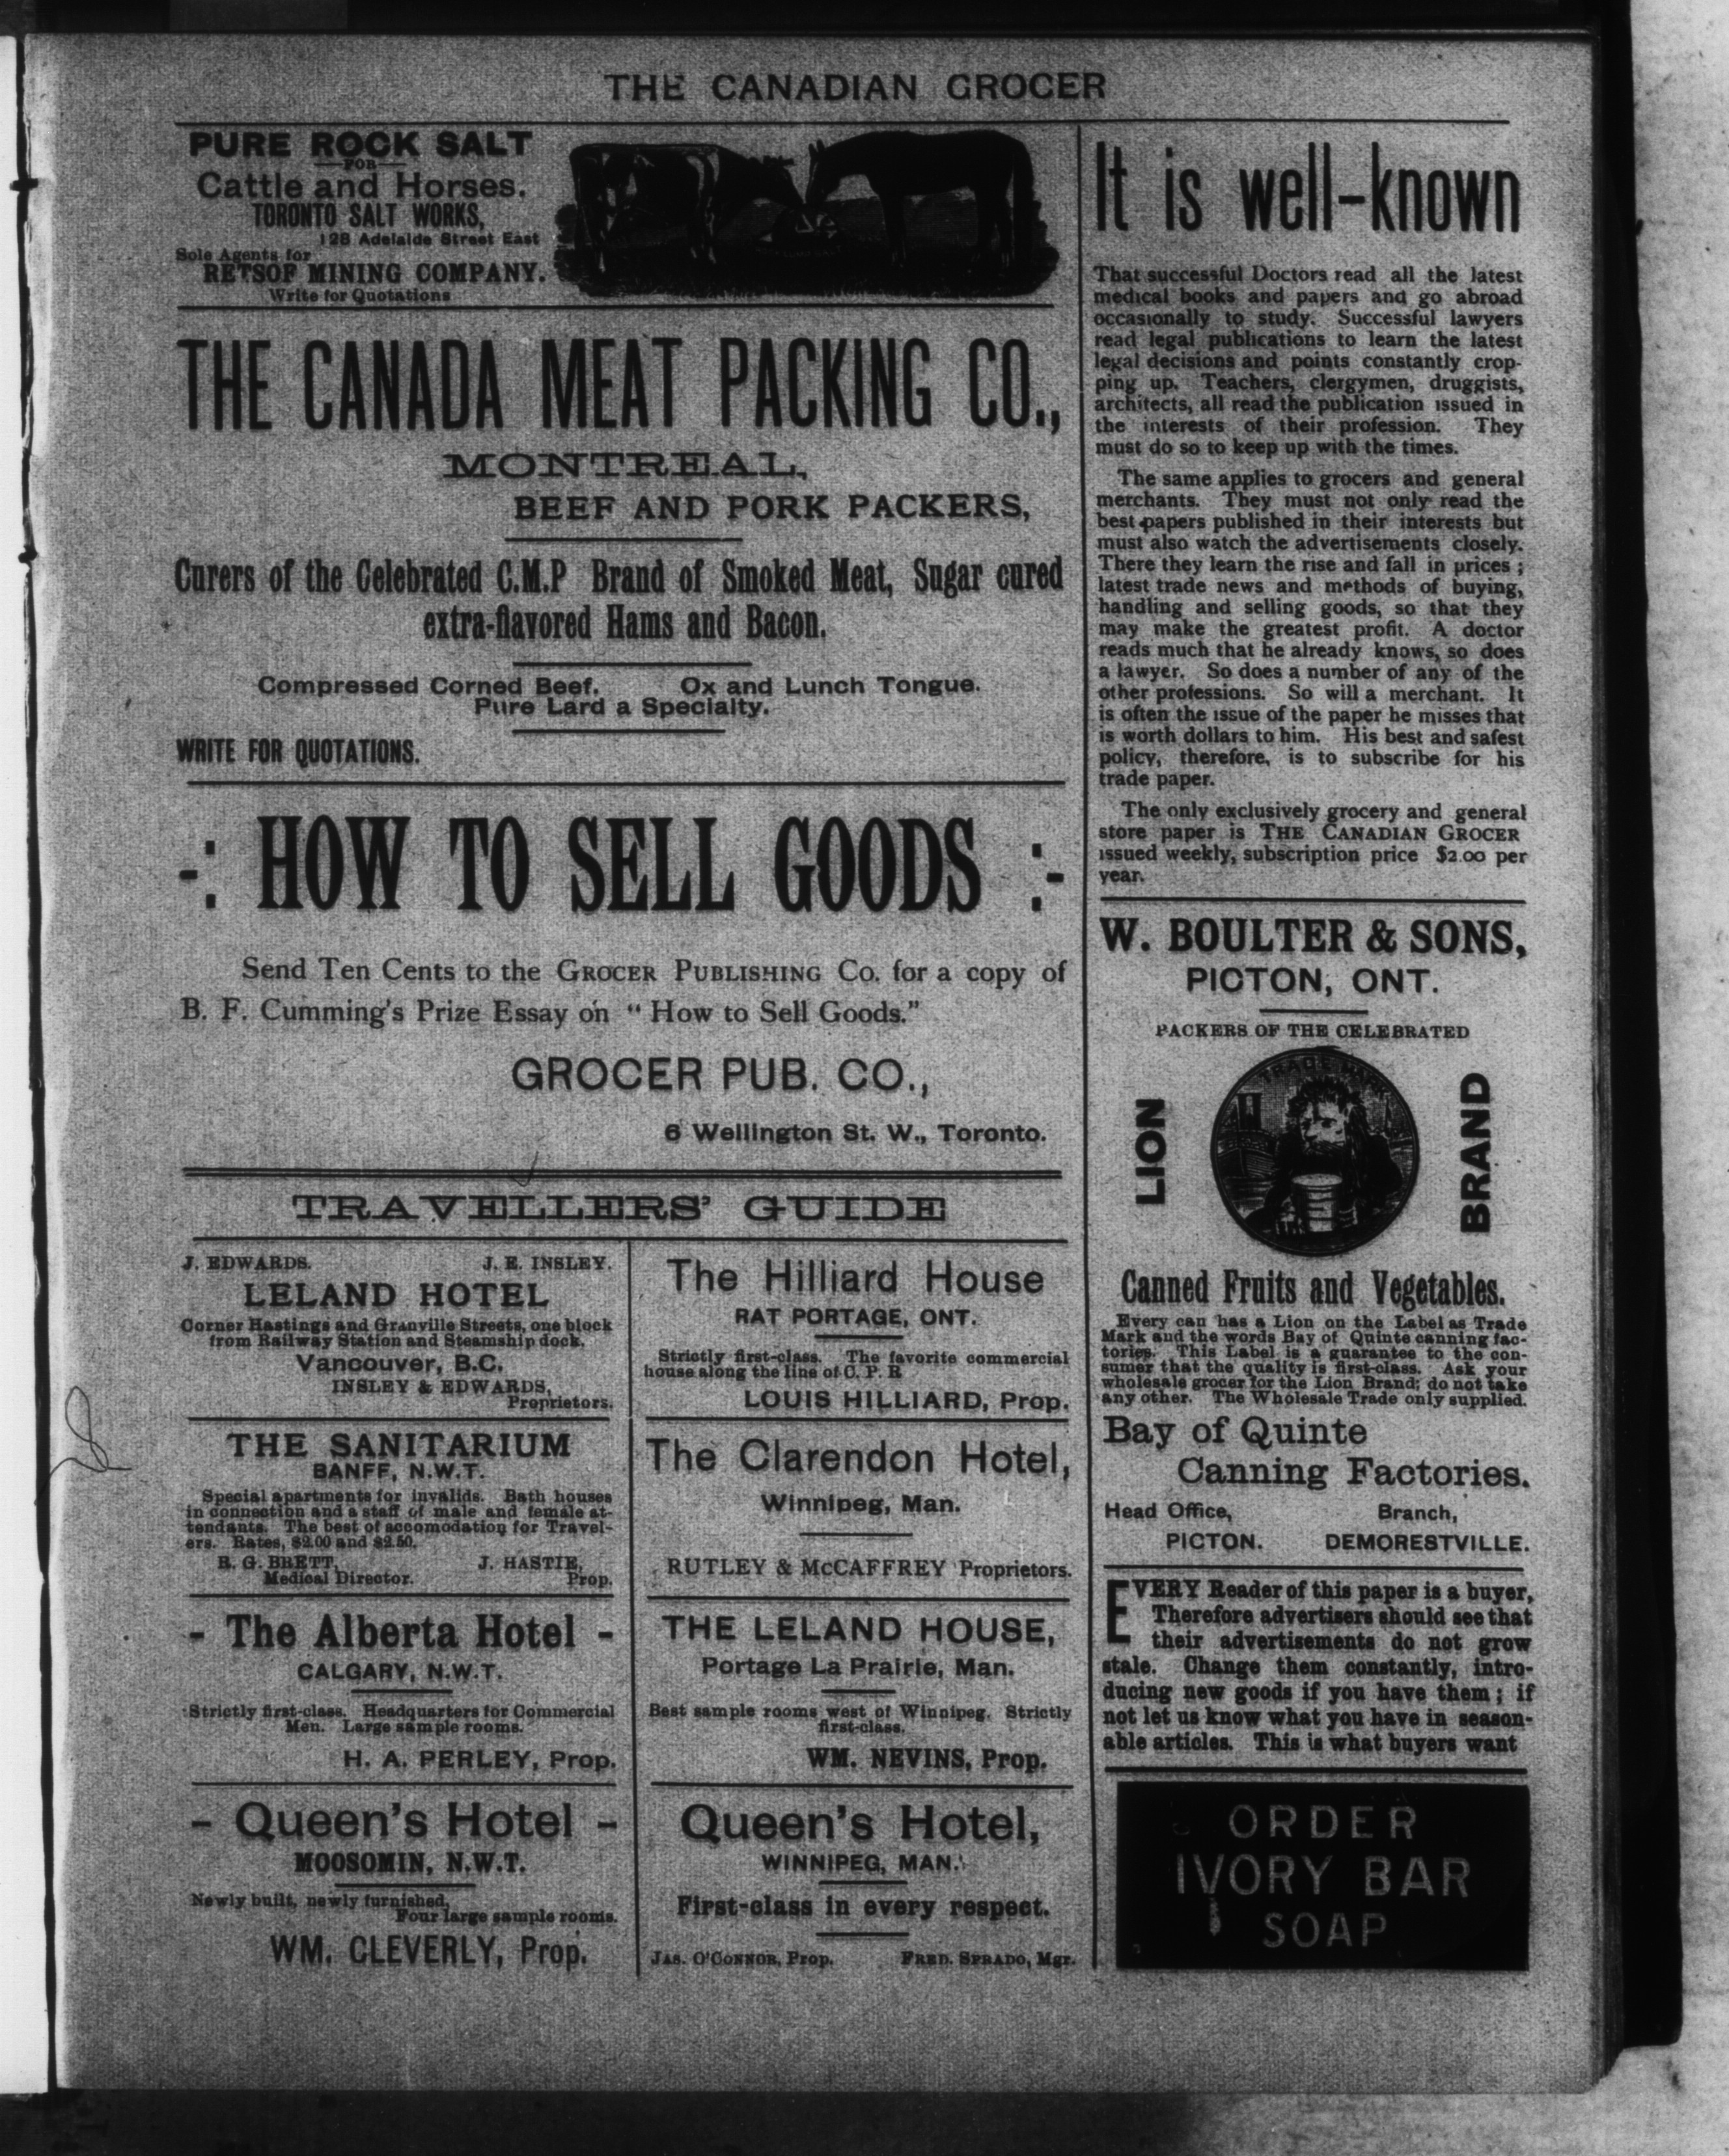 THE CANADIAN GROCER
PURE ROCK SALT
—FOR—
Cattle and Horses.
TORONTO SALT WORKS,
128 Adelaide Street East
Sole Agents for
RETSOF MINING COMPANY.
Write for Quotations
THE CANADA MEAT PACKING CO.,
MONTREAL,
BEEF AND PORK PACKERS,
Curers of the Celebrated C.M.P Brand of Smoked Meat, Sugar cured
extra-flavored Hams and Bacon.
Compressed Corned Beef. Ox and Lunch Tongue.
Pure Lard a Specialty.
WRITE FOR QUOTATIONS.
-: HOW TO SELL GOODS :-
Send Ten Cents to the GROCER PUBLISHING Co. for a copy of
B. F. Cumming's Prize Essay on "How to Sell Goods."
GROCER PUB. CO.,
6 Wellington St. W., Toronto.
TRAVELLERS' GUIDE
J. EDWARDS. J. E. INSLEY.
LELAND HOTEL
Corner Hastings and Granville Streets, one block
from Railway Station and Steamship dock.
Vancouver, B.C.
INSLEY & EDWARDS,
Proprietors.
THE SANITARIUM
BANFF, N.W.T.
Special apartments for invalids. Bath houses
in connection and a staff of male and female at-
tendants. The best of accomodation for Travel-
ers. Rates, $2.00 and $2.50.
R. G. BRETT, J. HASTIE,
Medical Director. Prop.
- The Alberta Hotel -
CALGARY, N.W.T.
Strictly first-class. Headquarters for Commercial
Men. Large sample rooms.
H. A. PERLEY, Prop.
- Queen's Hotel -
MOOSOMIN, N.W.T.
Newly built, newly furnished,
Four large sample rooms.
WM. CLEVERLY, Prop.
The Hilliard House
RAT PORTAGE, ONT.
Strictly first-class. The favorite commercial
house along the line of C. P. R
LOUIS HILLIARD, Prop.
The Clarendon Hotel,
Winnipeg, Man.
RUTLEY & McCAFFREY Proprietors.
THE LELAND HOUSE,
Portage La Prairie, Man.
Best sample rooms west of Winnipeg. Strictly
first-class.
WM. NEVINS, Prop.
Queen's Hotel,
WINNIPEG, MAN.
First-class in every respect.
JAS. O'CONNOR, Prop. FRED. SPRADO, Mgr.
It is well-known
That successful Doctors read all the latest
medical books and papers and go abroad
occasionally to study. Successful lawyers
read legal publications to learn the latest
legal decisions and points constantly crop-
ping up. Teachers, clergymen, druggists,
architects, all read the publication issued in
the interests of their profession. They
must do so to keep up with the times.
The same applies to grocers and general
merchants. They must not only read the
best papers published in their interests but
must also watch the advertisements closely.
There they learn the rise and fall in prices ;
latest trade news and methods of buying,
handling and selling goods, so that they
may make the greatest profit. A doctor
reads much that he already knows, so does
a lawyer. So does a number of any of the
other professions. So will a merchant. It
is often the issue of the paper he misses that
is worth dollars to him. His best and safest
policy, therefore, is to subscribe for his
trade paper.
The only exclusively grocery and general
store paper is THE CANADIAN GROCER
issued weekly, subscription price $2.00 per
year.
W. BOULTER & SONS,
PICTON, ONT.
PACKERS OF THE CELEBRATED
TRADE MARK
LION
BRAND
Canned Fruits and Vegetables.
Every can has a Lion on the Label as Trade
Mark and the words Bay of Quinte canning fac-
tories. This Label is a guarantee to the con-
sumer that the quality is first-class. Ask your
wholesale grocer for the Lion Brand; do not take
any other. The Wholesale Trade only supplied.
Bay of Quinte
Canning Factories.
Head Office, Branch,
PICTON. DEMORESTVILLE.
EVERY Reader of this paper is a buyer,
Therefore advertisers should see that
their advertisements do not grow
stale. Change them constantly, intro-
ducing new goods if you have them ; if
not let us know what you have in season-
able articles. This is what buyers want
ORDER
IVORY BAR
SOAP